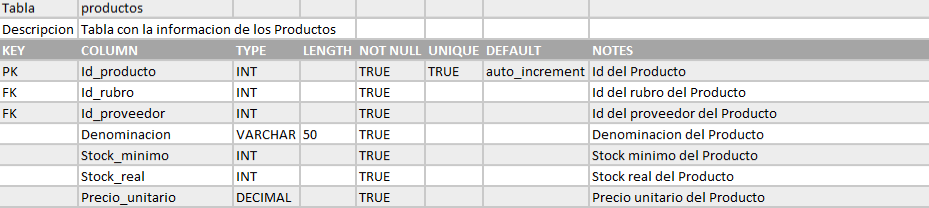 Tabla productos
Descripcion Tabla con la informacion de los Productos
KEY COLUMN TYPE LENGTH NOT NULL UNIQUE DEFAULT NOTES
PK Id_producto INT TRUE TRUE auto_increment Id del Producto
FK Id_rubro INT TRUE Id del rubro del Producto
FK Id_proveedor INT TRUE Id del proveedor del Producto
Denominacion VARCHAR 50 TRUE Denominacion del Producto
Stock_minimo INT TRUE Stock minimo del Producto
Stock_real INT TRUE Stock real del Producto
Precio_unitario DECIMAL TRUE Precio unitario del Producto